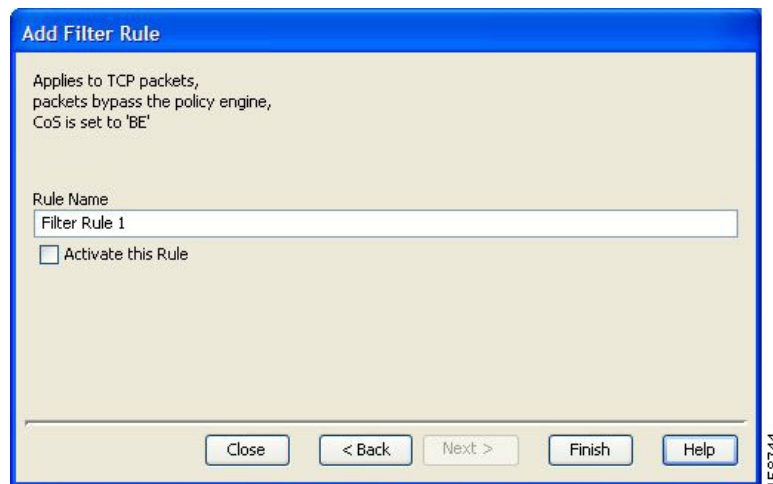 Add Filter Rule
Applies to TCP packets,
packets bypass the policy engine,
CoS is set to 'BE'
Rule Name
Filter Rule 1
Activate this Rule
Close
< Back
Next >
Finish
Help